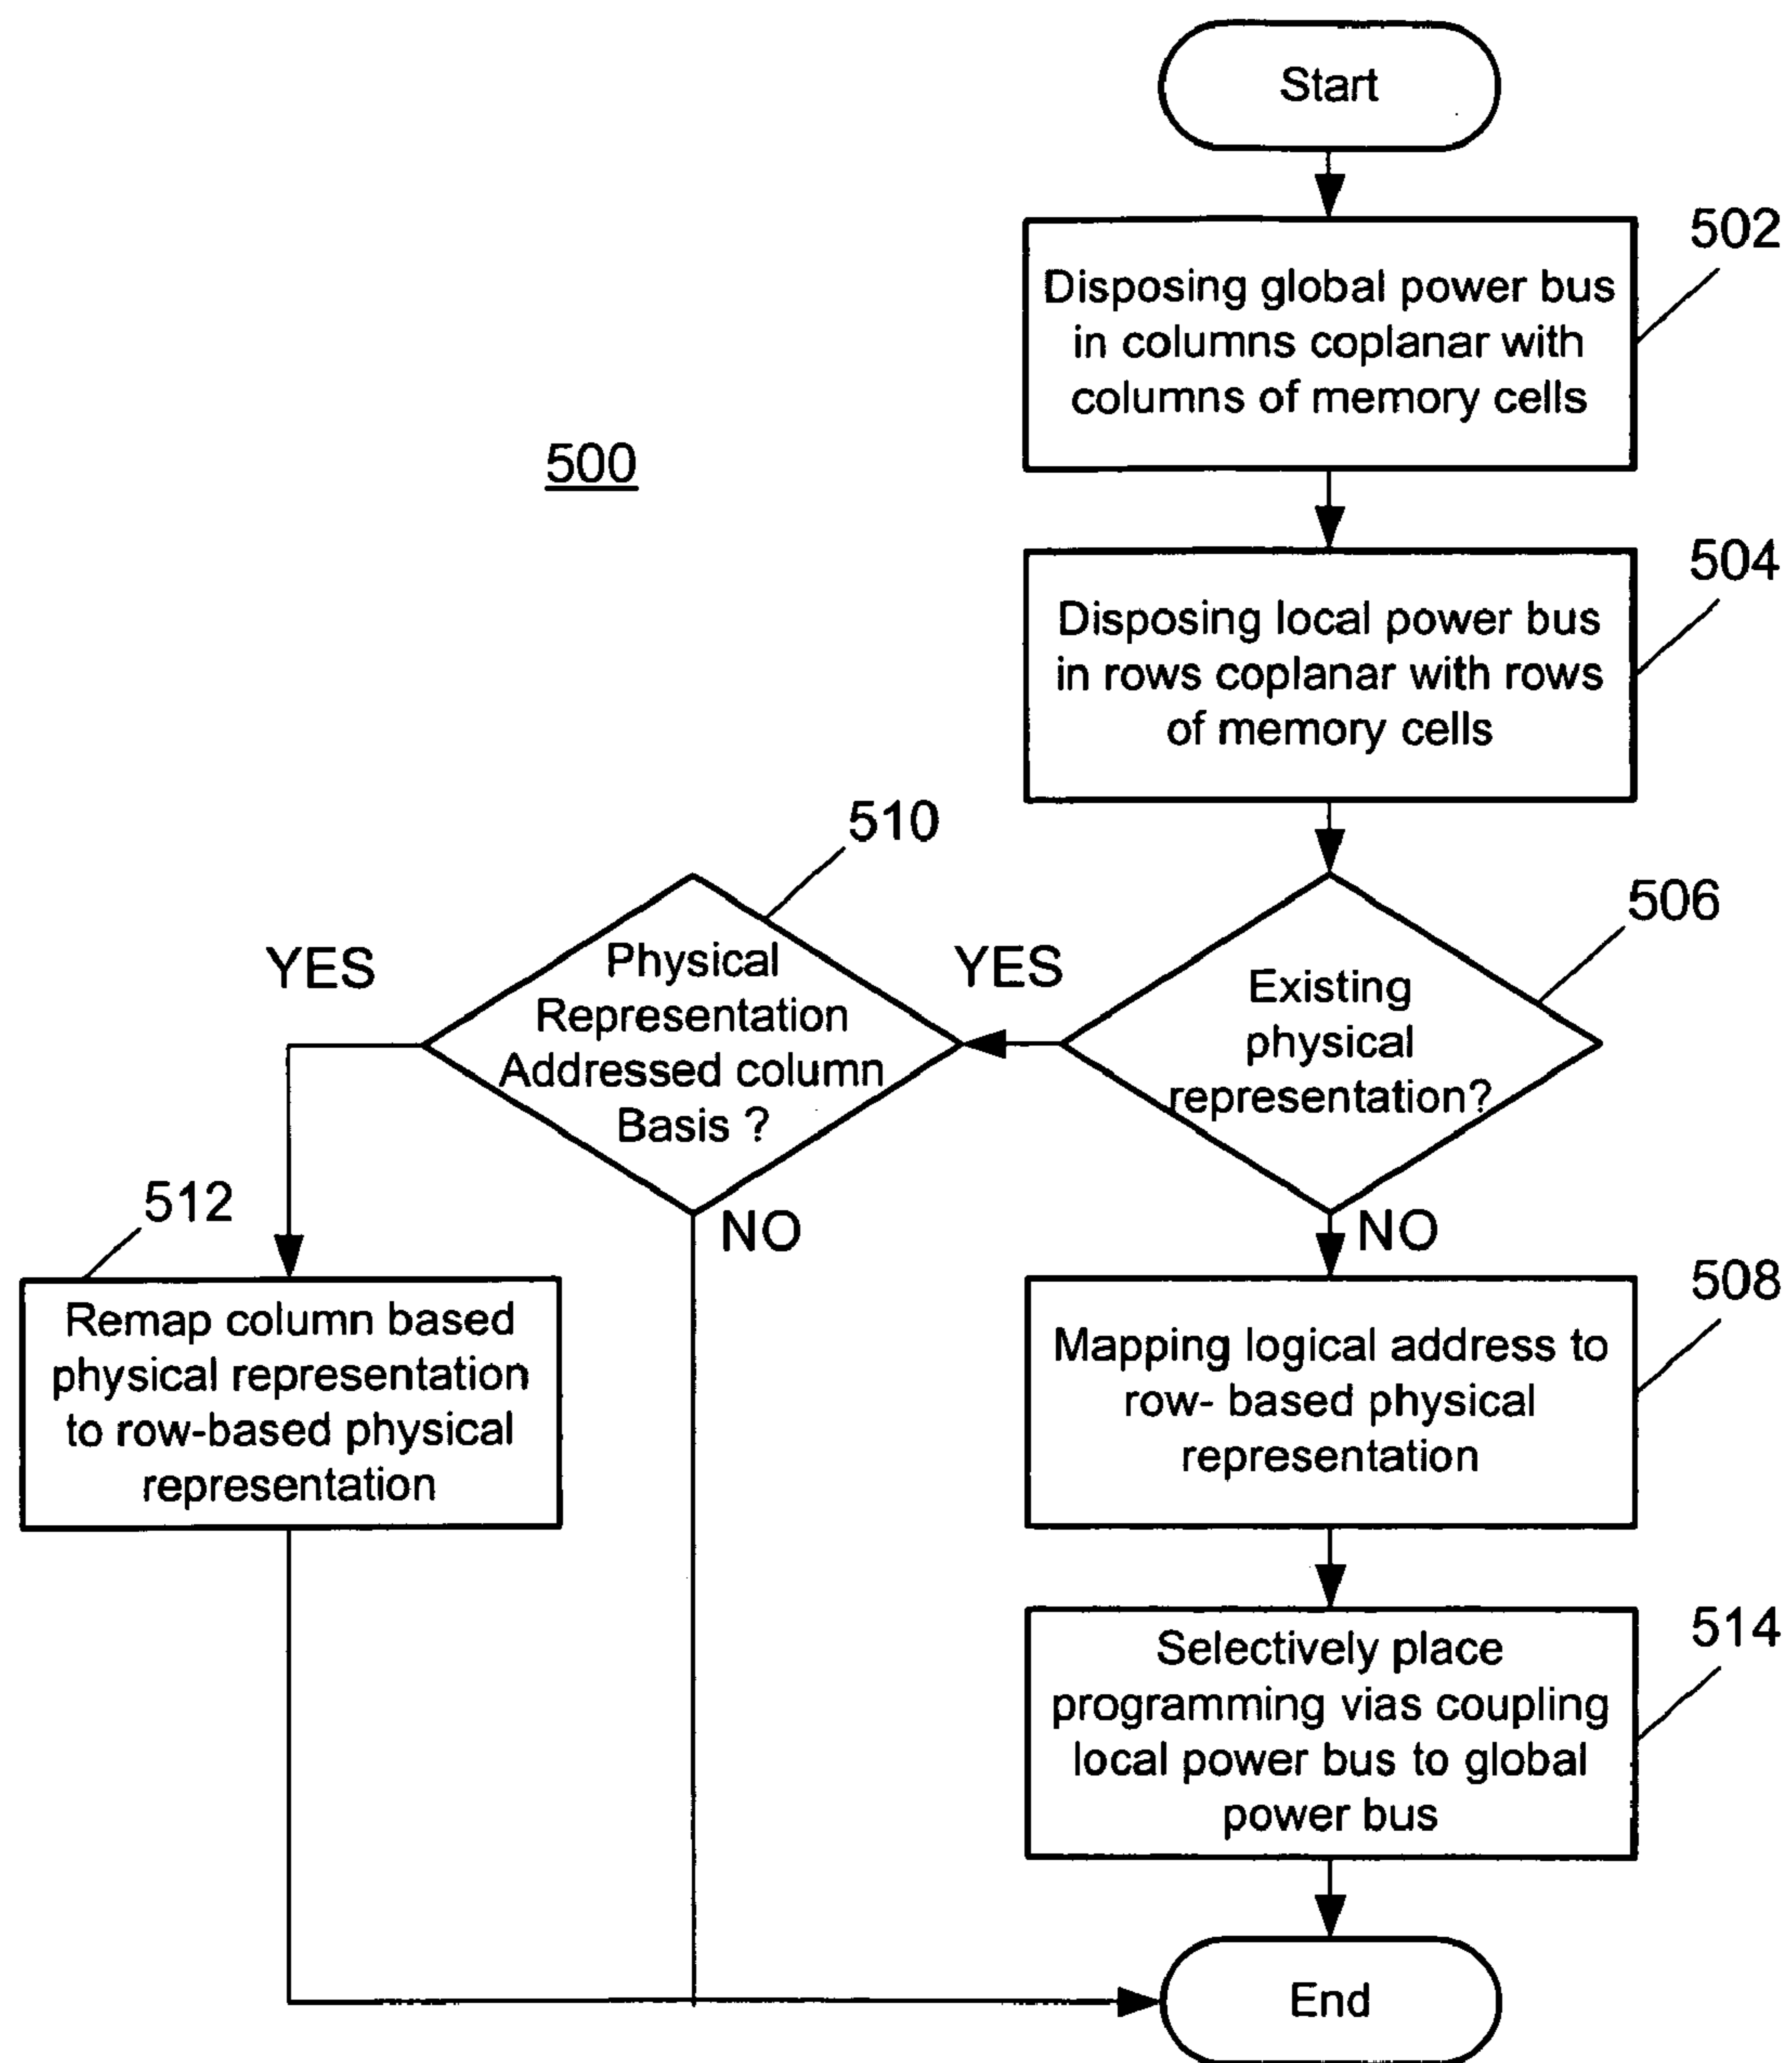 Start
502
Disposing global power bus
in columns coplanar with
columns of memory cells
500
504
Disposing local power bus
in rows coplanar with rows
of memory cells
510
506
YES
Physical
Representation
Addressed column
Basis ?
YES
Existing
physical
representation?
NO
NO
512
Remap column based
physical representation
to row-based physical
representation
508
Mapping logical address to
row- based physical
representation
514
Selectively place
programming vias coupling
local power bus to global
power bus
End